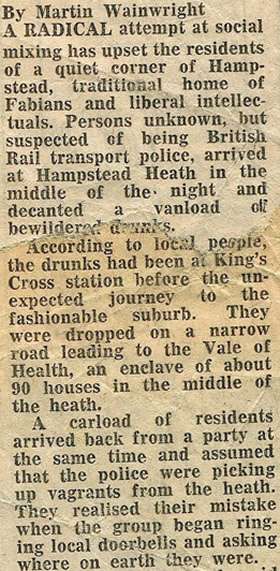 By Martin Wainwright
A RADICAL attempt at social
mixing has upset the residents
of a quiet corner of Hamp-
stead, traditional home of
Fabians and liberal intellec-
tuals. Persons unknown, but
suspected of being British
Rail transport police, arrived
at Hampstead Heath in the
middle of the night and
decanted a vanload of
bewildered drunks.
According to local people,
the drunks had been at King's
Cross station before the un-
expected journey to the
fashionable suburb. They
were dropped on a narrow
road leading to the Vale of
Health, an enclave of about
90 houses in the middle of
the heath.
A carload of residents
arrived back from a party at
the same time and assumed
that the police were picking
up vagrants from the heath.
They realised their mistake
when the group began ring-
ing local doorbells and asking
where on earth they were.